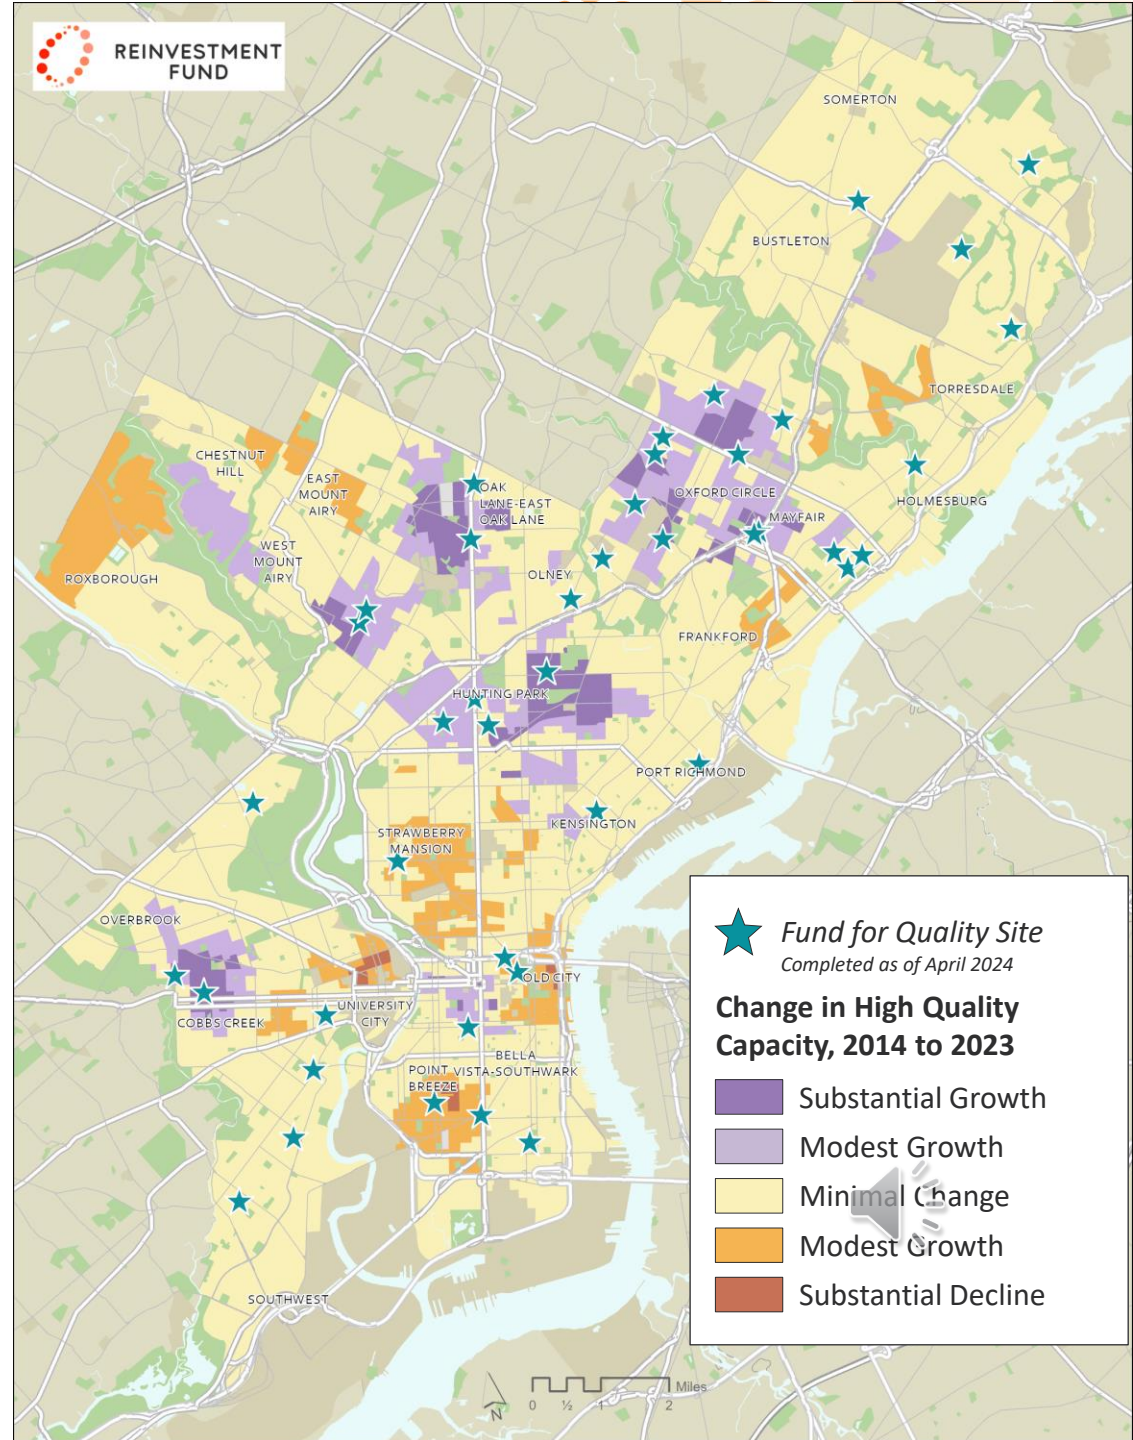 REINVESTMENT
FUND
SOMERTON
BUSTLETON
TORRESDALE
CHESTNUT
HILL
EAST
MOUNT
AIRY
OAK
LANE-EAST
OAK LANE
OXFORD CIRCLE
HOLMESBURG
MAYFAIR
WEST
MOUNT
AIRY
ROXBOROUGH
OLNEY
FRANKFORD
HUNTING PARK
PORT RICHMOND
KENSINGTON
STRAWBERRY
MANSION
OVERBROOK
OLD CITY
UNIVERSITY
CITY
COBBS CREEK
BELLA
VISTA-SOUTHWARK
POINT
BREEZE
SOUTHWEST
Fund for Quality Site
Completed as of April 2024
Change in High Quality
Capacity, 2014 to 2023
Substantial Growth
Modest Growth
Minimal Change
Modest Growth
Substantial Decline
N
0 ½ 1 2 Miles